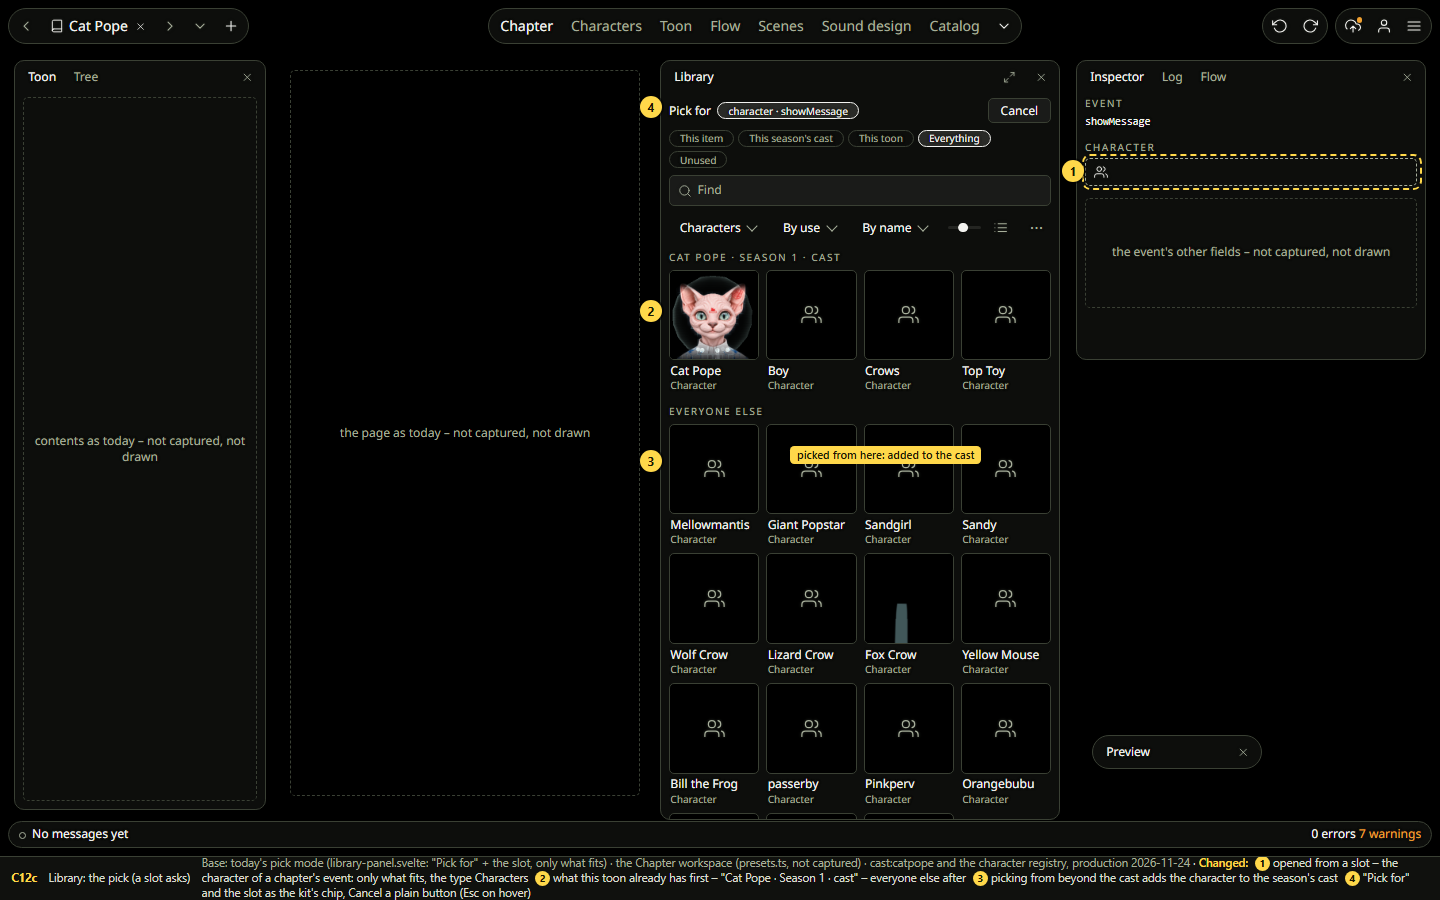 Cat Pope
Chapter Characters Toon Flow Scenes Sound design Catalog
Toon Tree
contents as today – not captured, not
drawn
the page as today – not captured, not drawn
Library
4 Pick for character · showMessage Cancel
This item This season's cast This toon Everything
Unused
Find
Characters By use By name
CAT POPE · SEASON 1 · CAST
2
Cat Pope Boy Crows Top Toy
Character Character Character Character
EVERYONE ELSE
3 picked from here: added to the cast
Mellowmantis Giant Popstar Sandgirl Sandy
Character Character Character Character
Wolf Crow Lizard Crow Fox Crow Yellow Mouse
Character Character Character Character
Bill the Frog passerby Pinkperv Orangebubu
Character Character Character Character
Inspector Log Flow
EVENT
showMessage
CHARACTER
1
the event's other fields – not captured, not drawn
Preview
No messages yet 0 errors 7 warnings
C12c Library: the pick (a slot asks)
Base: today's pick mode (library-panel.svelte: "Pick for" + the slot, only what fits) · the Chapter workspace (presets.ts, not captured) · cast:catpope and the character registry, production 2026-11-24 · Changed: 1 opened from a slot – the
character of a chapter's event: only what fits, the type Characters 2 what this toon already has first – "Cat Pope · Season 1 · cast" – everyone else after 3 picking from beyond the cast adds the character to the season's cast 4 "Pick for"
and the slot as the kit's chip, Cancel a plain button (Esc on hover)